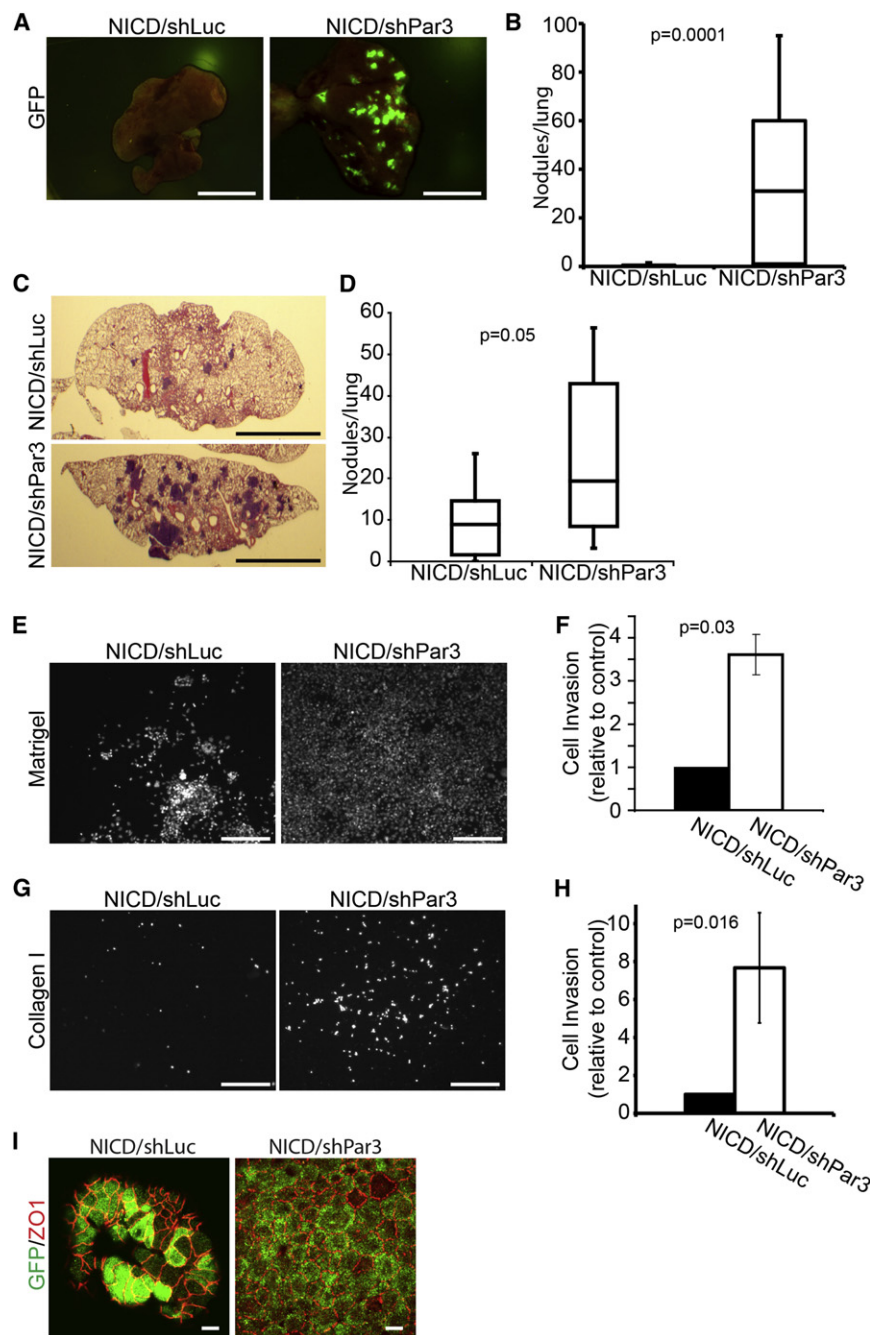 A
NICD/shLuc
NICD/shPar3
GFP
B
p=0.0001
Nodules/lung
100
80
60
40
20
0
NICD/shLuc
NICD/shPar3
C
NICD/shLuc
NICD/shPar3
D
p=0.05
Nodules/lung
60
50
40
30
20
10
0
NICD/shLuc
NICD/shPar3
E
NICD/shLuc
NICD/shPar3
Matrigel
F
p=0.03
Cell Invasion
(relative to control)
4
3
2
1
0
NICD/shLuc
NICD/shPar3
G
NICD/shLuc
NICD/shPar3
Collagen I
H
p=0.016
Cell Invasion
(relative to control)
10
8
6
4
2
0
NICD/shLuc
NICD/shPar3
I
NICD/shLuc
NICD/shPar3
GFP/ZO1